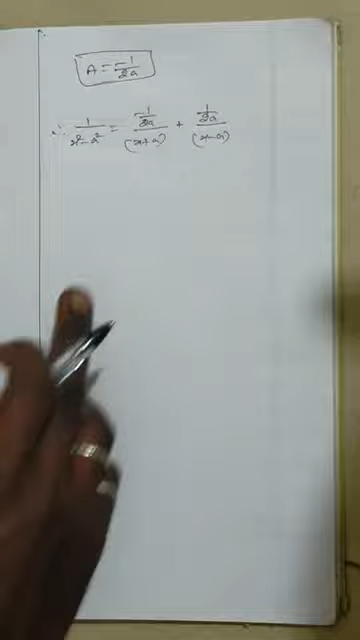 A = -1/2a
∴ 1/x²-a² = -1/2a/(x+a) + 1/2a/(x-a)